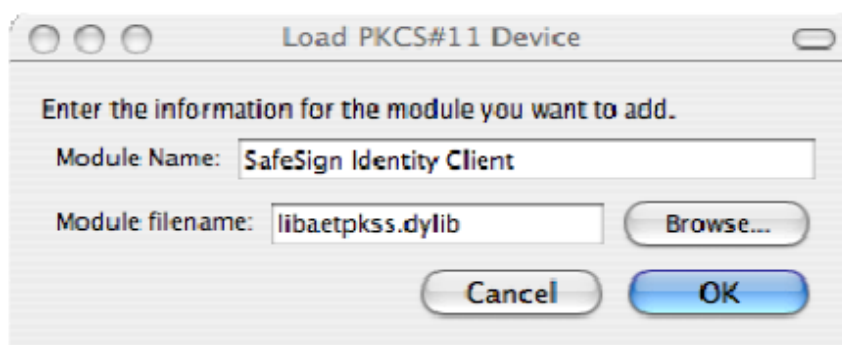 Load PKCS#11 Device
Enter the information for the module you want to add.
Module Name: SafeSign Identity Client
Module filename: libaetpkss.dylib Browse...
Cancel OK